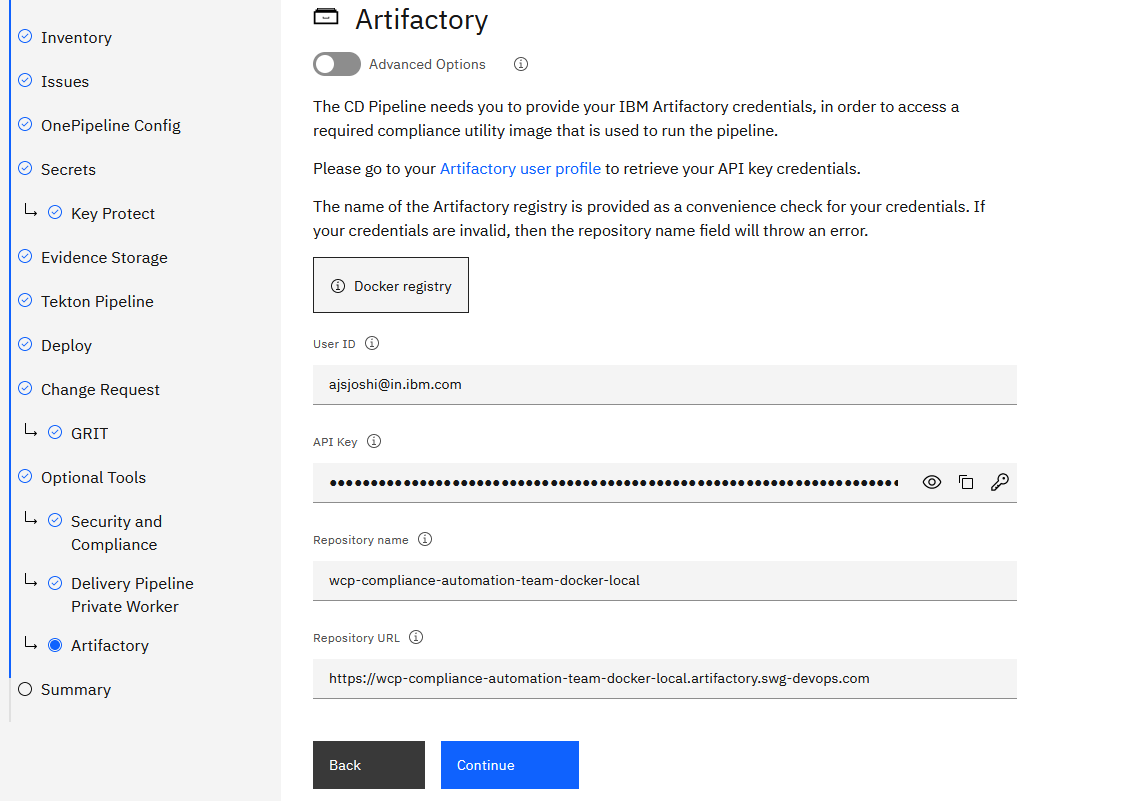 Inventory
Issues
OnePipeline Config
Secrets
Key Protect
Evidence Storage
Tekton Pipeline
Deploy
Change Request
GRIT
Optional Tools
Security and
Compliance
Delivery Pipeline
Private Worker
Artifactory
Summary
Artifactory
Advanced Options
The CD Pipeline needs you to provide your IBM Artifactory credentials, in order to access a
required compliance utility image that is used to run the pipeline.
Please go to your Artifactory user profile to retrieve your API key credentials.
The name of the Artifactory registry is provided as a convenience check for your credentials. If
your credentials are invalid, then the repository name field will throw an error.
Docker registry
User ID
ajsjoshi@in.ibm.com
API Key
Repository name
wcp-compliance-automation-team-docker-local
Repository URL
https://wcp-compliance-automation-team-docker-local.artifactory.swg-devops.com
Back
Continue